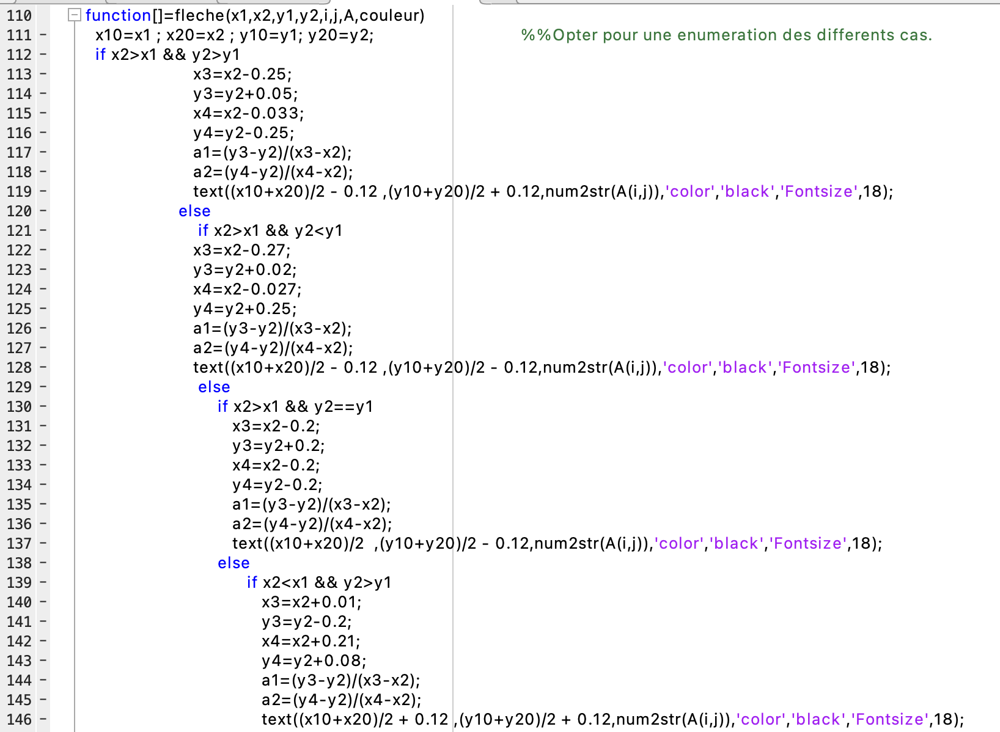 110 function[]=fleche(x1,x2,y1,y2,i,j,A,couleur)
111 - x10=x1 ; x20=x2 ; y10=y1; y20=y2; %%Opter pour une enumeration des differents cas.
112 - if x2>x1 && y2>y1
113 - x3=x2-0.25;
114 - y3=y2+0.05;
115 - x4=x2-0.033;
116 - y4=y2-0.25;
117 - a1=(y3-y2)/(x3-x2);
118 - a2=(y4-y2)/(x4-x2);
119 - text((x10+x20)/2 - 0.12 ,(y10+y20)/2 + 0.12,num2str(A(i,j)),'color','black','Fontsize',18);
120 - else
121 - if x2>x1 && y2<y1
122 - x3=x2-0.27;
123 - y3=y2+0.02;
124 - x4=x2-0.027;
125 - y4=y2+0.25;
126 - a1=(y3-y2)/(x3-x2);
127 - a2=(y4-y2)/(x4-x2);
128 - text((x10+x20)/2 - 0.12 ,(y10+y20)/2 - 0.12,num2str(A(i,j)),'color','black','Fontsize',18);
129 - else
130 - if x2>x1 && y2==y1
131 - x3=x2-0.2;
132 - y3=y2+0.2;
133 - x4=x2-0.2;
134 - y4=y2-0.2;
135 - a1=(y3-y2)/(x3-x2);
136 - a2=(y4-y2)/(x4-x2);
137 - text((x10+x20)/2  ,(y10+y20)/2 - 0.12,num2str(A(i,j)),'color','black','Fontsize',18);
138 - else
139 - if x2<x1 && y2>y1
140 - x3=x2+0.01;
141 - y3=y2-0.2;
142 - x4=x2+0.21;
143 - y4=y2+0.08;
144 - a1=(y3-y2)/(x3-x2);
145 - a2=(y4-y2)/(x4-x2);
146 - text((x10+x20)/2 + 0.12 ,(y10+y20)/2 + 0.12,num2str(A(i,j)),'color','black','Fontsize',18);